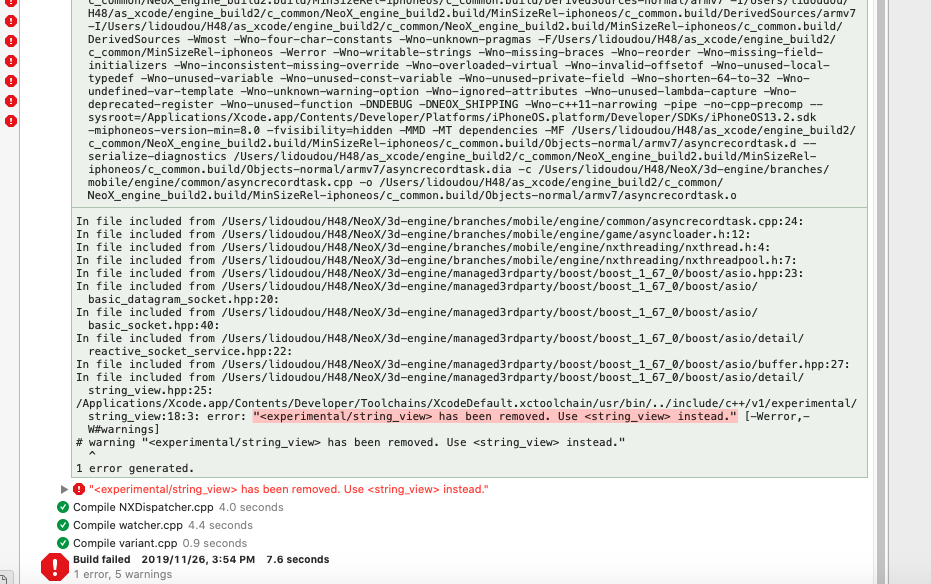 c_common/NeoX_engine_build2.build/MinSizeRel-iphoneos/c_common.build/DerivedSources-normal/armv7 -I/Users/lidoudou/
H48/as_xcode/engine_build2/c_common/NeoX_engine_build2.build/MinSizeRel-iphoneos/c_common.build/DerivedSources/armv7
-I/Users/lidoudou/H48/as_xcode/engine_build2/c_common/NeoX_engine_build2.build/MinSizeRel-iphoneos/c_common.build/
DerivedSources -Wmost -Wno-four-char-constants -Wno-unknown-pragmas -F/Users/lidoudou/H48/as_xcode/engine_build2/
c_common/MinSizeRel-iphoneos -Werror -Wno-writable-strings -Wno-missing-braces -Wno-reorder -Wno-missing-field-
initializers -Wno-inconsistent-missing-override -Wno-overloaded-virtual -Wno-invalid-offsetof -Wno-unused-local-
typedef -Wno-unused-variable -Wno-unused-const-variable -Wno-unused-private-field -Wno-shorten-64-to-32 -Wno-
undefined-var-template -Wno-unknown-warning-option -Wno-ignored-attributes -Wno-unused-lambda-capture -Wno-
deprecated-register -Wno-unused-function -DNDEBUG -DNEOX_SHIPPING -Wno-c++11-narrowing -pipe -no-cpp-precomp --
sysroot=/Applications/Xcode.app/Contents/Developer/Platforms/iPhoneOS.platform/Developer/SDKs/iPhoneOS13.2.sdk
-miphoneos-version-min=8.0 -fvisibility=hidden -MMD -MT dependencies -MF /Users/lidoudou/H48/as_xcode/engine_build2/
c_common/NeoX_engine_build2.build/MinSizeRel-iphoneos/c_common.build/Objects-normal/armv7/asyncrecordtask.d --
serialize-diagnostics /Users/lidoudou/H48/as_xcode/engine_build2/c_common/NeoX_engine_build2.build/MinSizeRel-
iphoneos/c_common.build/Objects-normal/armv7/asyncrecordtask.dia -c /Users/lidoudou/H48/NeoX/3d-engine/branches/
mobile/engine/common/asyncrecordtask.cpp -o /Users/lidoudou/H48/as_xcode/engine_build2/c_common/
NeoX_engine_build2.build/MinSizeRel-iphoneos/c_common.build/Objects-normal/armv7/asyncrecordtask.o
In file included from /Users/lidoudou/H48/NeoX/3d-engine/branches/mobile/engine/common/asyncrecordtask.cpp:24:
In file included from /Users/lidoudou/H48/NeoX/3d-engine/branches/mobile/engine/game/asyncloader.h:12:
In file included from /Users/lidoudou/H48/NeoX/3d-engine/branches/mobile/engine/nxthreading/nxthread.h:4:
In file included from /Users/lidoudou/H48/NeoX/3d-engine/branches/mobile/engine/nxthreading/nxthreadpool.h:7:
In file included from /Users/lidoudou/H48/NeoX/3d-engine/managed3rdparty/boost/boost_1_67_0/boost/asio.hpp:23:
In file included from /Users/lidoudou/H48/NeoX/3d-engine/managed3rdparty/boost/boost_1_67_0/boost/asio/
basic_datagram_socket.hpp:20:
In file included from /Users/lidoudou/H48/NeoX/3d-engine/managed3rdparty/boost/boost_1_67_0/boost/asio/
basic_socket.hpp:40:
In file included from /Users/lidoudou/H48/NeoX/3d-engine/managed3rdparty/boost/boost_1_67_0/boost/asio/detail/
reactive_socket_service.hpp:22:
In file included from /Users/lidoudou/H48/NeoX/3d-engine/managed3rdparty/boost/boost_1_67_0/boost/asio/buffer.hpp:27:
In file included from /Users/lidoudou/H48/NeoX/3d-engine/managed3rdparty/boost/boost_1_67_0/boost/asio/detail/
string_view.hpp:25:
/Applications/Xcode.app/Contents/Developer/Toolchains/XcodeDefault.xctoolchain/usr/bin/../include/c++/v1/experimental/
string_view:18:3: error: "<experimental/string_view> has been removed. Use <string_view> instead." [-Werror,-
W#warnings]
# warning "<experimental/string_view> has been removed. Use <string_view> instead."
^
1 error generated.
"<experimental/string_view> has been removed. Use <string_view> instead."
Compile NXDispatcher.cpp 4.0 seconds
Compile watcher.cpp 4.4 seconds
Compile variant.cpp 0.9 seconds
Build failed 2019/11/26, 3:54 PM 7.6 seconds
1 error, 5 warnings